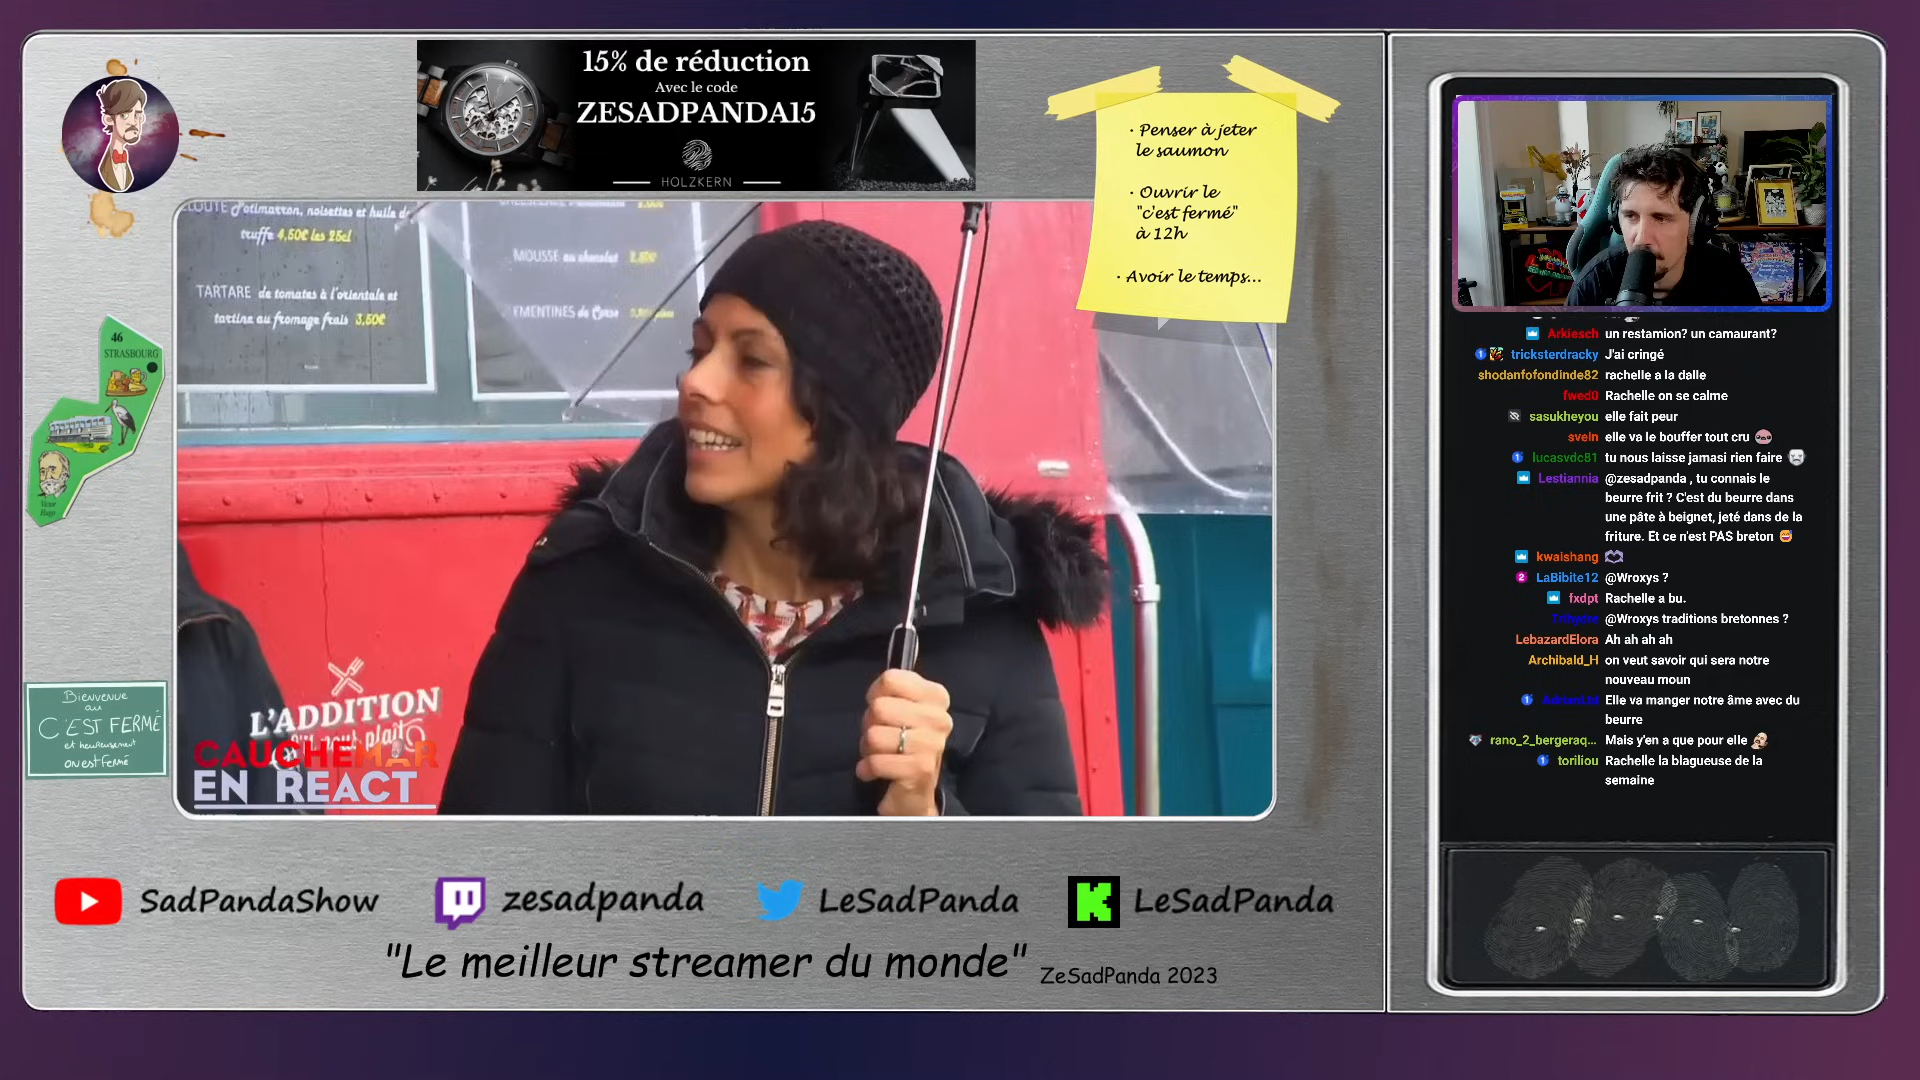 15% de réduction
Avec le code
ZESADPANDA15
HOLZKERN
· Penser à jeter
le saumon
· Ouvrir le
"c'est fermé"
à 12h
· Avoir le temps...
Potimarron, noisettes et huile de
truffe 4,50€ les 25cl
TARTARE de tomates à l'orientale et
tartine au fromage frais 3,50€
MOUSSE au chocolat
46
STRASBOURG
Victor
Hugo
Bienvenue
au
C'EST FERMÉ
et heureusement
on est fermé
L'ADDITION
CAUCHEMAR
EN REACT
SadPandaShow
zesadpanda
LeSadPanda
LeSadPanda
"Le meilleur streamer du monde"
ZeSadPanda 2023
Arkiesch un restamion? un camaurant?
tricksterdracky J'ai cringé
shodanfofondinde82 rachelle a la dalle
fwed0 Rachelle on se calme
sasukheyou elle fait peur
svein elle va le bouffer tout cru
lucasvdc81 tu nous laisse jamasi rien faire
Lestiannia @zesadpanda , tu connais le
beurre frit ? C'est du beurre dans
une pâte à beignet, jeté dans de la
friture. Et ce n'est PAS breton
kwaishang
LaBibite12 @Wroxys ?
fxdpt Rachelle a bu.
@Wroxys traditions bretonnes ?
LebazardElora Ah ah ah ah
Archibald_H on veut savoir qui sera notre
nouveau moun
Elle va manger notre âme avec du
beurre
rano_2_bergeraq... Mais y'en a que pour elle
toriliou Rachelle la blagueuse de la
semaine